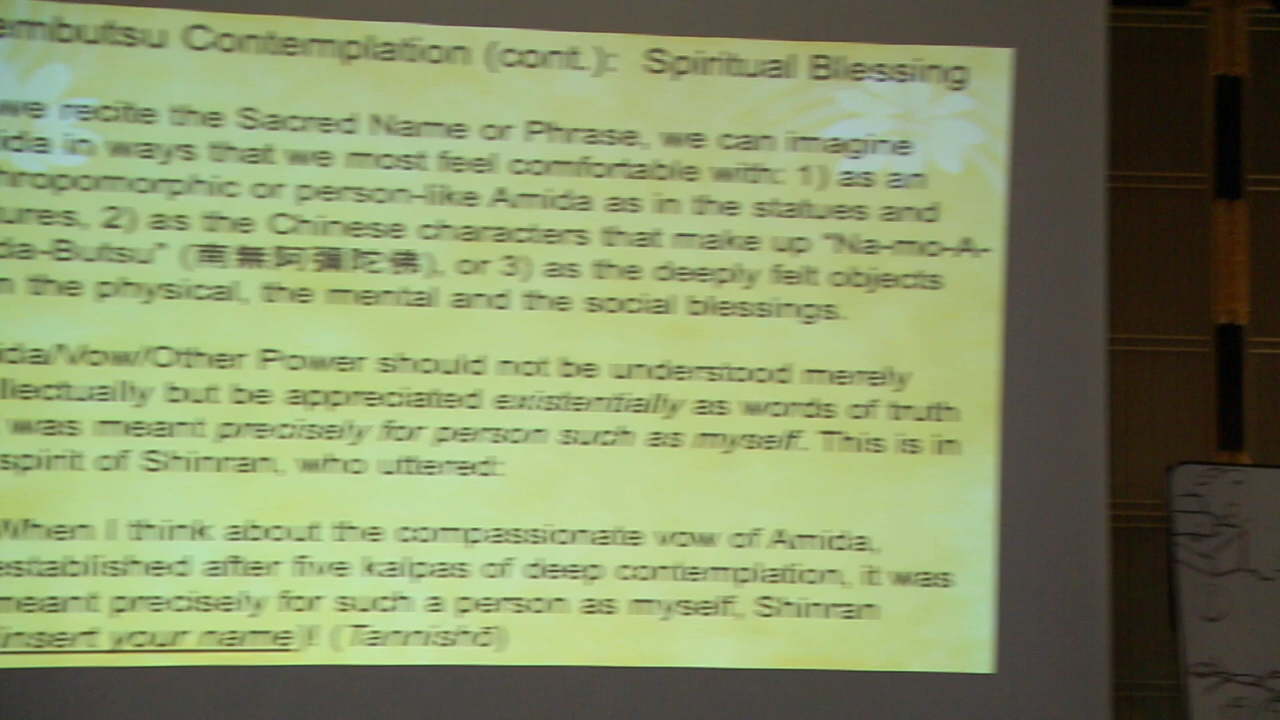 embutsu Contemplation (cont.): Spiritual Blessing
we recite the Sacred Name or Phrase, we can imagine
ida in ways that we most feel comfortable with: 1) as an
hropomorphic or person-like Amida as in the statues and
ures, 2) as the Chinese characters that make up "Na-mo-A-
da-Butsu" (南無阿彌陀佛), or 3) as the deeply felt objects
n the physical, the mental and the social blessings.
ida/Vow/Other Power should not be understood merely
llectually but be appreciated existentially as words of truth
was meant precisely for person such as myself. This is in
spirit of Shinran, who uttered:
When I think about the compassionate vow of Amida,
established after five kalpas of deep contemplation, it was
meant precisely for such a person as myself, Shinran
(insert your name)! (Tannishō)